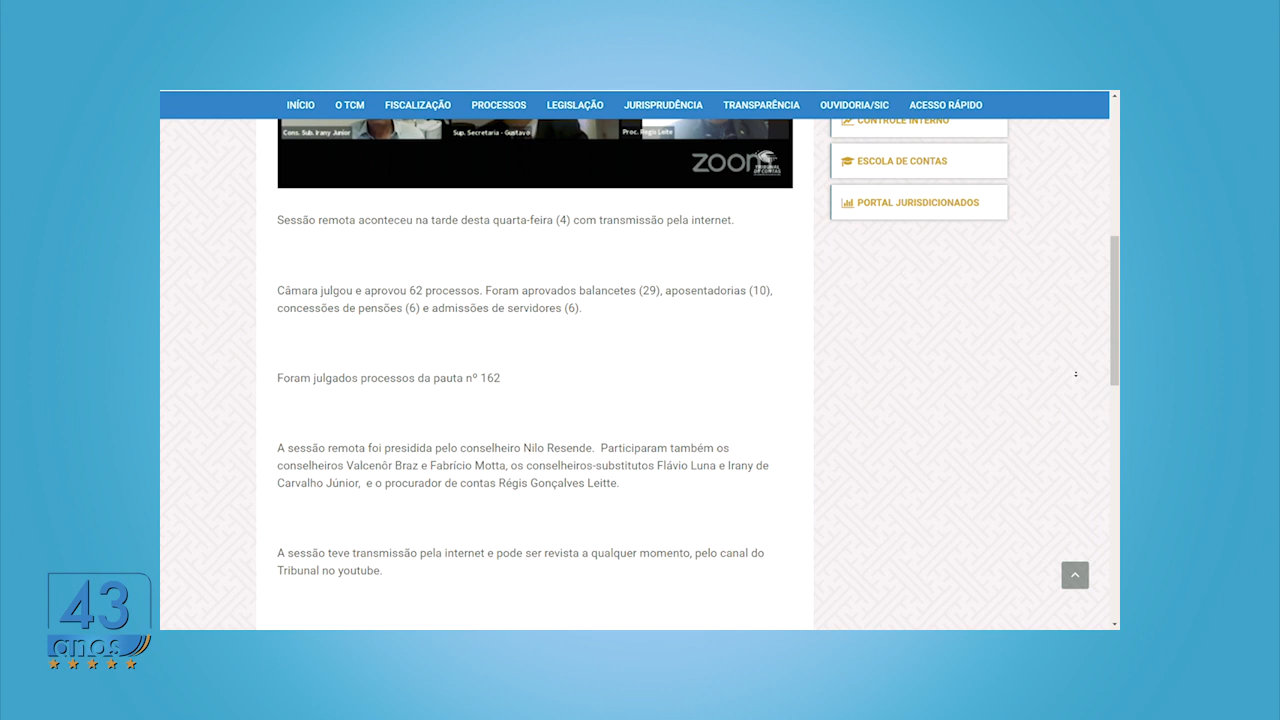 INÍCIO O TCM FISCALIZAÇÃO PROCESSOS LEGISLAÇÃO JURISPRUDÊNCIA TRANSPARÊNCIA OUVIDORIA/SIC ACESSO RÁPIDO
Cons. Sub. Irany Junior Sup. Secretaria - Gustavo Proc. Regis Leite
zoom
TRIBUNAL
DE CONTAS
CONTROLE INTERNO
ESCOLA DE CONTAS
PORTAL JURISDICIONADOS
Sessão remota aconteceu na tarde desta quarta-feira (4) com transmissão pela internet.
Câmara julgou e aprovou 62 processos. Foram aprovados balancetes (29), aposentadorias (10),
concessões de pensões (6) e admissões de servidores (6).
Foram julgados processos da pauta nº 162
A sessão remota foi presidida pelo conselheiro Nilo Resende.  Participaram também os
conselheiros Valcenôr Braz e Fabrício Motta, os conselheiros-substitutos Flávio Luna e Irany de
Carvalho Júnior,  e o procurador de contas Régis Gonçalves Leitte.
A sessão teve transmissão pela internet e pode ser revista a qualquer momento, pelo canal do
Tribunal no youtube.
43
anos